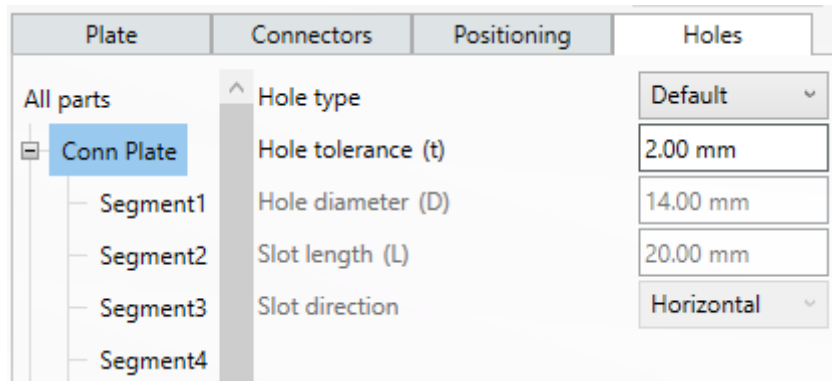 Plate Connectors Positioning Holes
All parts
Conn Plate
Segment1
Segment2
Segment3
Segment4
Hole type Default
Hole tolerance (t) 2.00 mm
Hole diameter (D) 14.00 mm
Slot length (L) 20.00 mm
Slot direction Horizontal